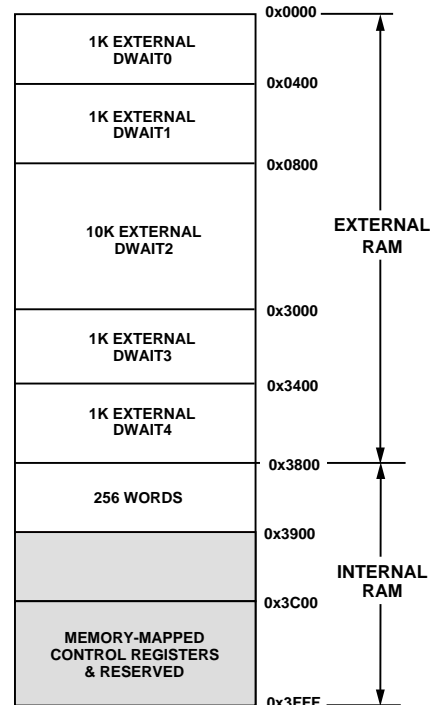 0x0000
1K EXTERNAL
DWAIT0
0x0400
1K EXTERNAL
DWAIT1
0x0800
10K EXTERNAL
DWAIT2
EXTERNAL
RAM
0x3000
1K EXTERNAL
DWAIT3
0x3400
1K EXTERNAL
DWAIT4
0x3800
256 WORDS
0x3900
INTERNAL
RAM
0x3C00
MEMORY-MAPPED
CONTROL REGISTERS
& RESERVED
0x3FFF